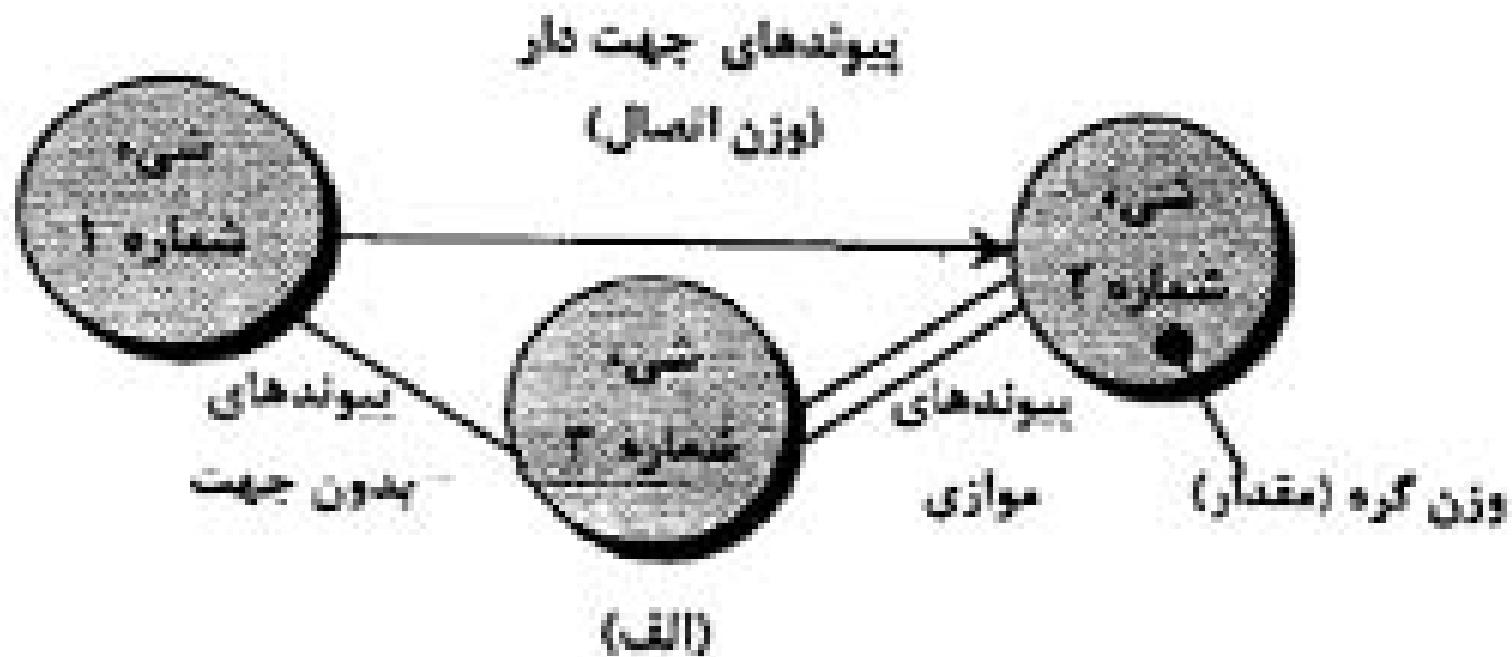 پیوندهای جهت دار
(وزن اتصال)
شیء
شماره ۱
شیء
شماره ۲
شیء
شماره ۳
پیوندهای
بدون جهت
پیوندهای
موازی
وزن گره (مقدار)
(الف)